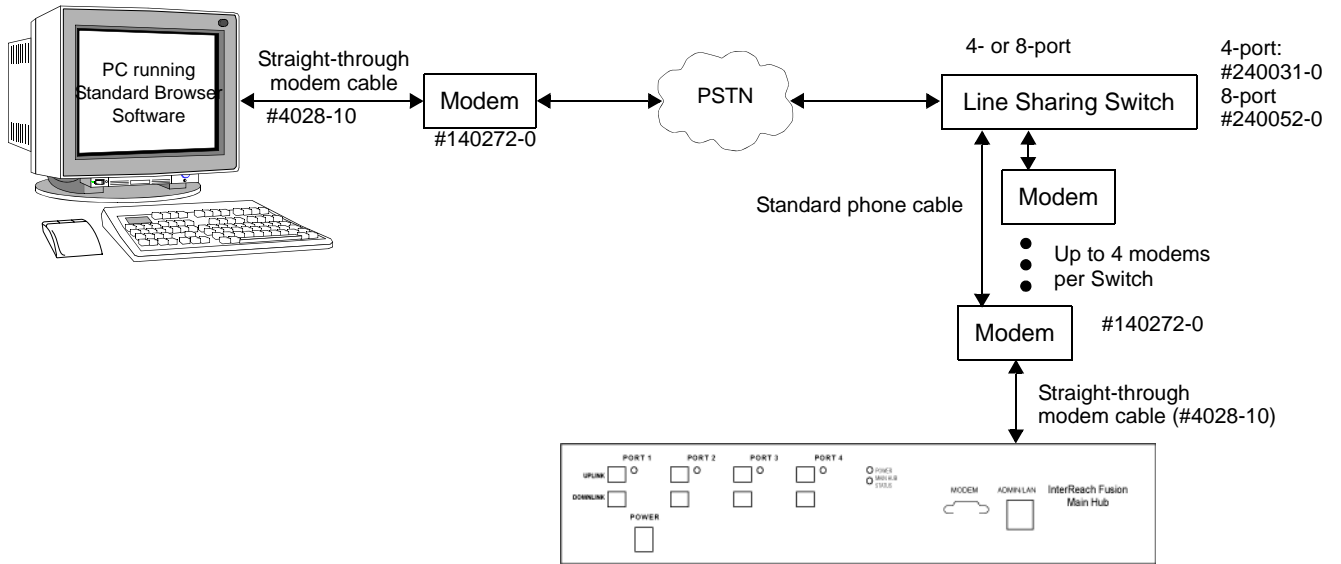 PC running
Standard Browser
Software
Straight-through
modem cable
#4028-10
Modem
#140272-0
PSTN
4- or 8-port
Line Sharing Switch
4-port:
#240031-0
8-port
#240052-0
Standard phone cable
Modem
Up to 4 modems
per Switch
Modem
#140272-0
Straight-through
modem cable (#4028-10)
PORT 1 PORT 2 PORT 3 PORT 4
UPLINK
DOWNLINK
POWER
POWER
MAIN HUB
STATUS
MODEM
ADMIN/LAN
InterReach Fusion
Main Hub